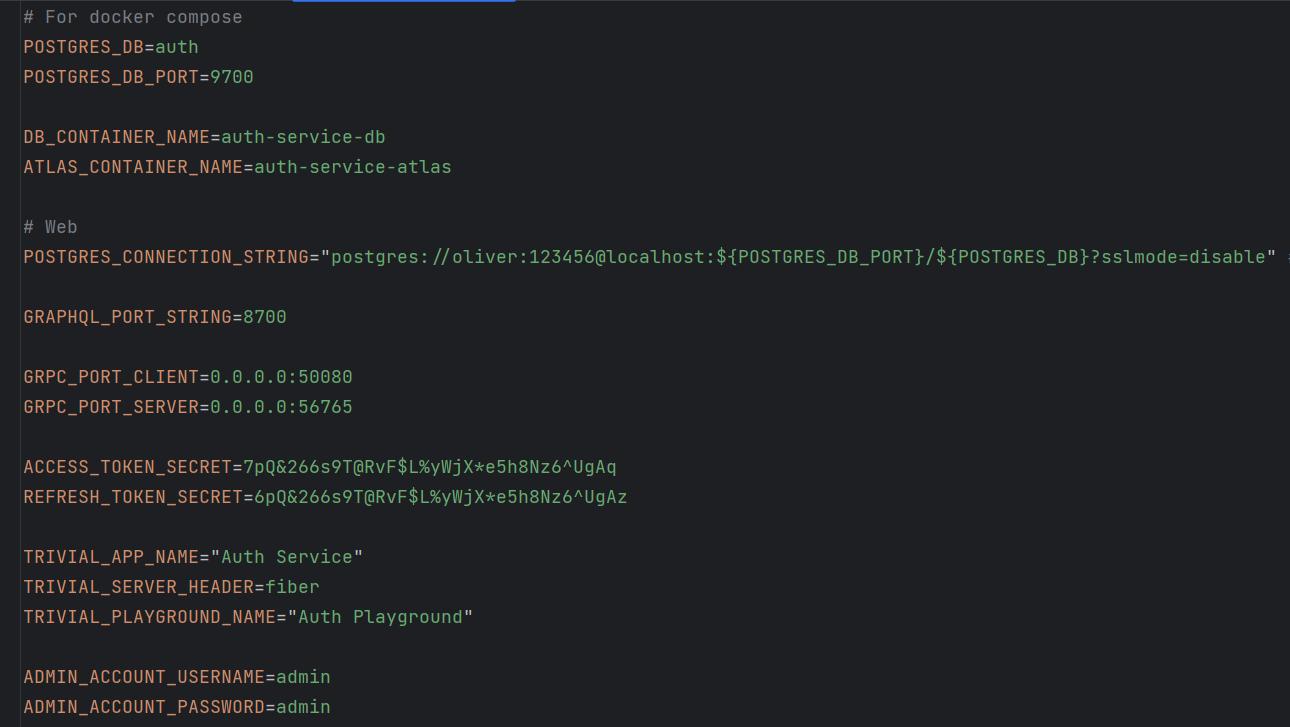 # For docker compose
POSTGRES_DB=auth
POSTGRES_DB_PORT=9700
DB_CONTAINER_NAME=auth-service-db
ATLAS_CONTAINER_NAME=auth-service-atlas
# Web
POSTGRES_CONNECTION_STRING="postgres://oliver:123456@localhost:${POSTGRES_DB_PORT}/${POSTGRES_DB}?sslmode=disable"
GRAPHQL_PORT_STRING=8700
GRPC_PORT_CLIENT=0.0.0.0:50080
GRPC_PORT_SERVER=0.0.0.0:56765
ACCESS_TOKEN_SECRET=7pQ&266s9T@RvF$L%yWjX*e5h8Nz6^UgAq
REFRESH_TOKEN_SECRET=6pQ&266s9T@RvF$L%yWjX*e5h8Nz6^UgAz
TRIVIAL_APP_NAME="Auth Service"
TRIVIAL_SERVER_HEADER=fiber
TRIVIAL_PLAYGROUND_NAME="Auth Playground"
ADMIN_ACCOUNT_USERNAME=admin
ADMIN_ACCOUNT_PASSWORD=admin